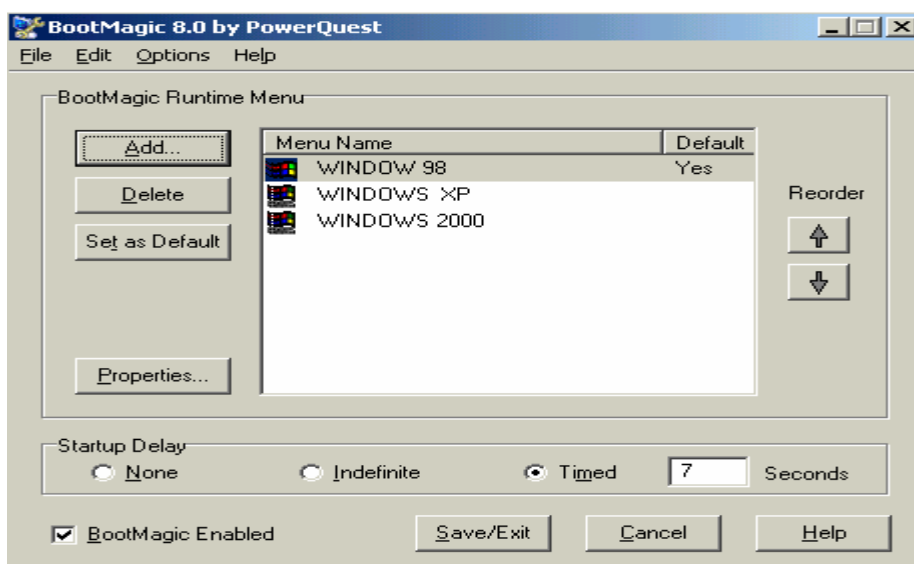 BootMagic 8.0 by PowerQuest
File Edit Options Help
BootMagic Runtime Menu
Add...
Delete
Set as Default
Properties...
Menu Name Default
WINDOW 98 Yes
WINDOWS XP
WINDOWS 2000
Reorder
Startup Delay
None Indefinite Timed 7 Seconds
BootMagic Enabled Save/Exit Cancel Help